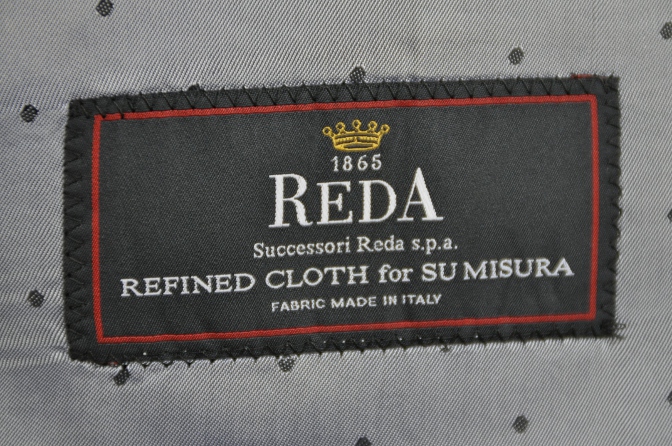 1865
REDA
Successori Reda s.p.a.
REFINED CLOTH for SU MISURA
FABRIC MADE IN ITALY